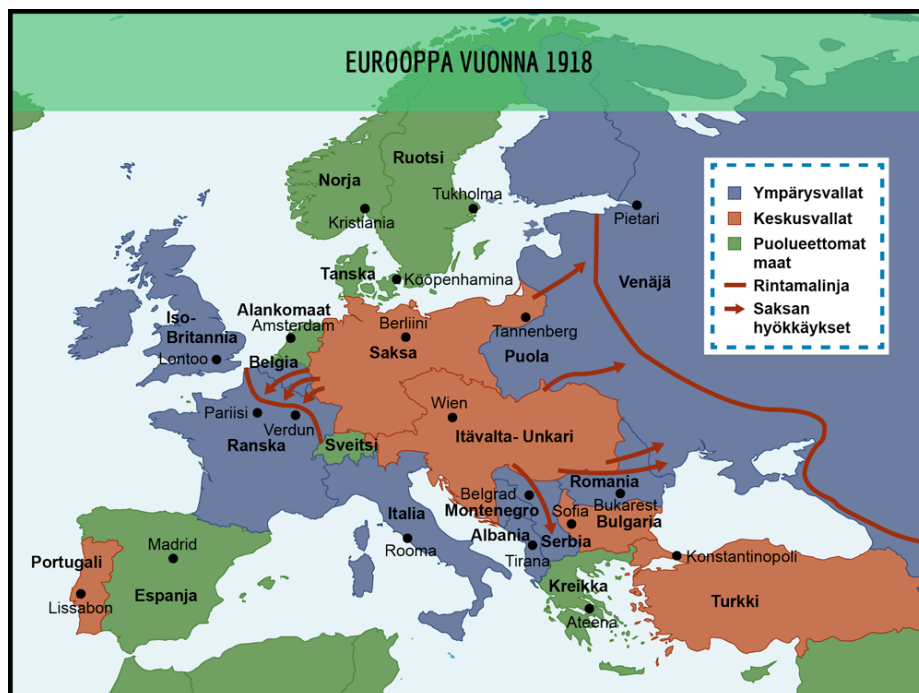 EUROOPPA VUONNA 1918
Ympärysvallat
Keskusvallat
Puolueettomat
maat
Rintamalinja
Saksan
hyökkäykset
Norja
Ruotsi
Kristiania
Tukholma
Pietari
Venäjä
Tanska
Kööpenhamina
Alankomaat
Amsterdam
Iso-
Britannia
Lontoo
Belgia
Berliini
Saksa
Tannenberg
Puola
Pariisi
Verdun
Ranska
Sveitsi
Wien
Itävalta- Unkari
Romania
Bukarest
Belgrad
Montenegro
Sofia
Bulgaria
Italia
Rooma
Albania
Serbia
Tirana
Konstantinopoli
Madrid
Portugali
Espanja
Lissabon
Kreikka
Ateena
Turkki